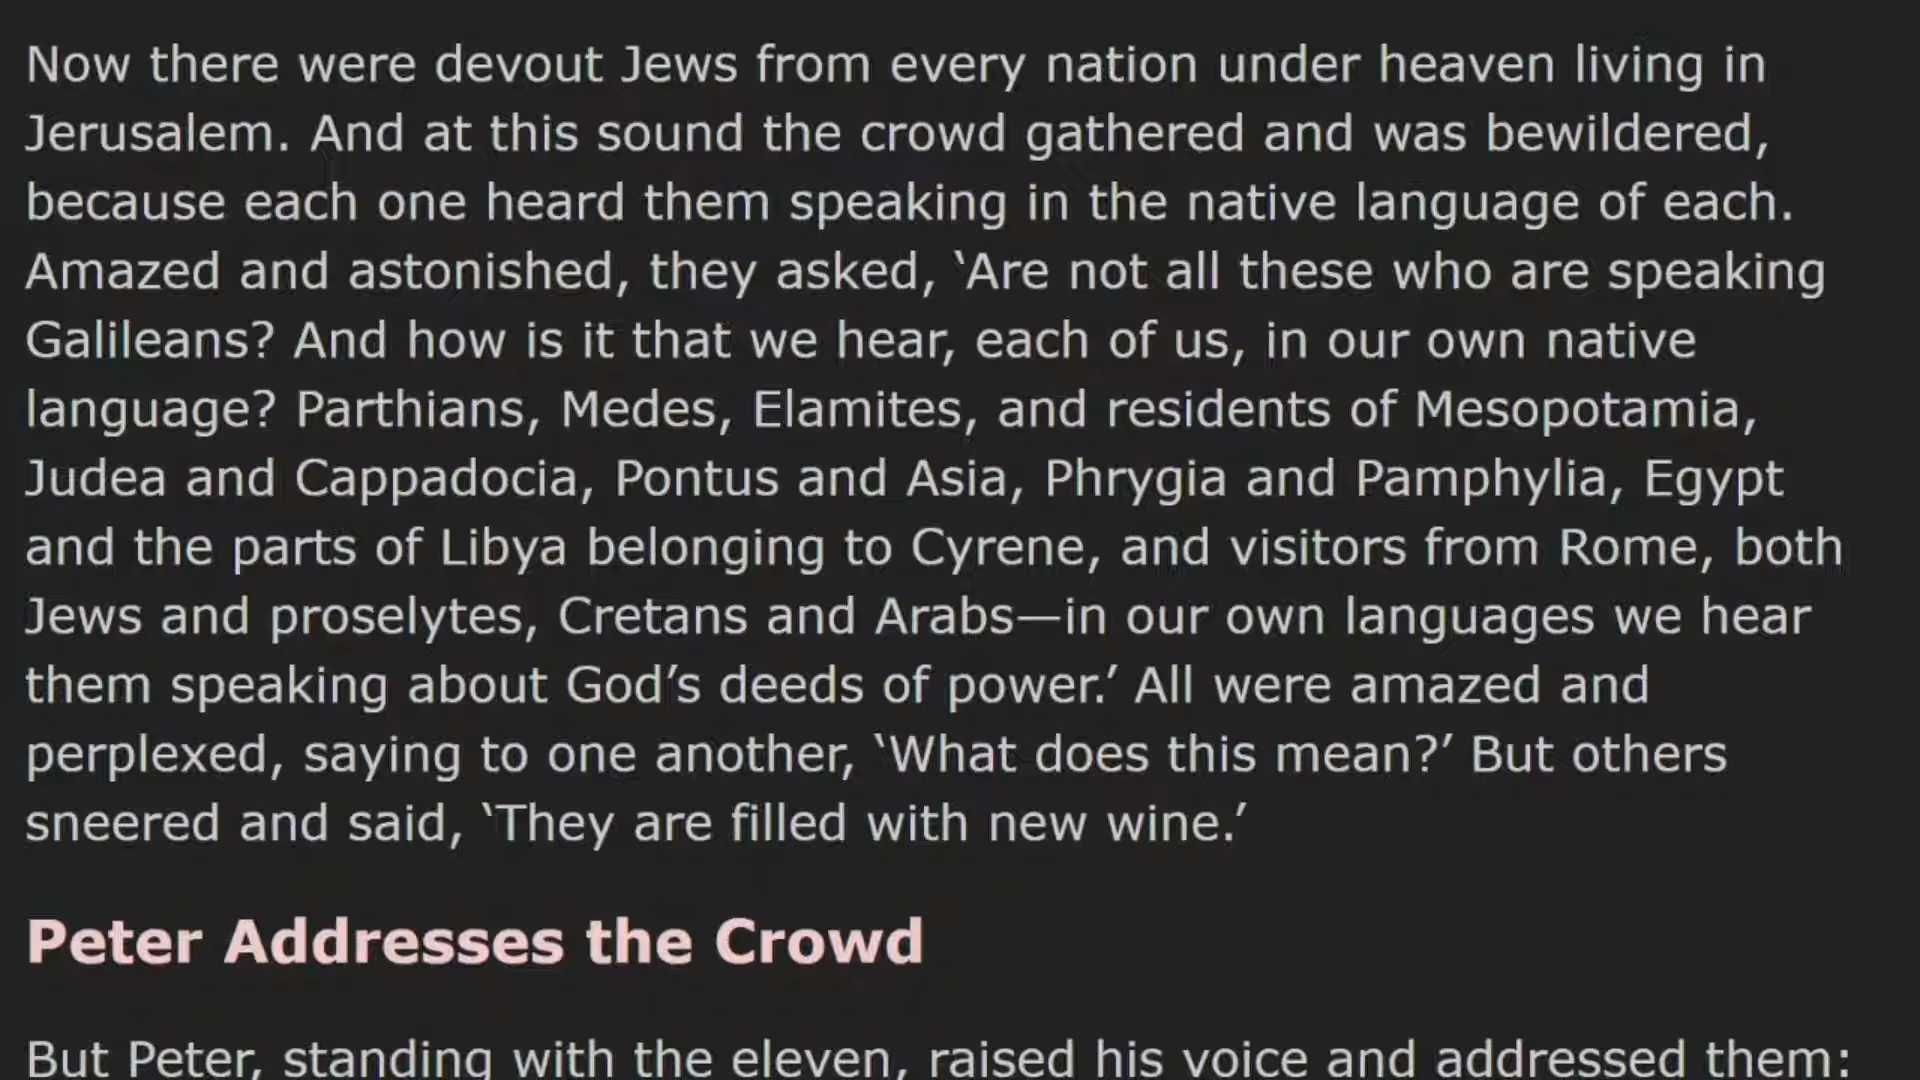 Now there were devout Jews from every nation under heaven living in
Jerusalem. And at this sound the crowd gathered and was bewildered,
because each one heard them speaking in the native language of each.
Amazed and astonished, they asked, ‘Are not all these who are speaking
Galileans? And how is it that we hear, each of us, in our own native
language? Parthians, Medes, Elamites, and residents of Mesopotamia,
Judea and Cappadocia, Pontus and Asia, Phrygia and Pamphylia, Egypt
and the parts of Libya belonging to Cyrene, and visitors from Rome, both
Jews and proselytes, Cretans and Arabs—in our own languages we hear
them speaking about God’s deeds of power.’ All were amazed and
perplexed, saying to one another, ‘What does this mean?’ But others
sneered and said, ‘They are filled with new wine.’
Peter Addresses the Crowd
But Peter, standing with the eleven, raised his voice and addressed them: